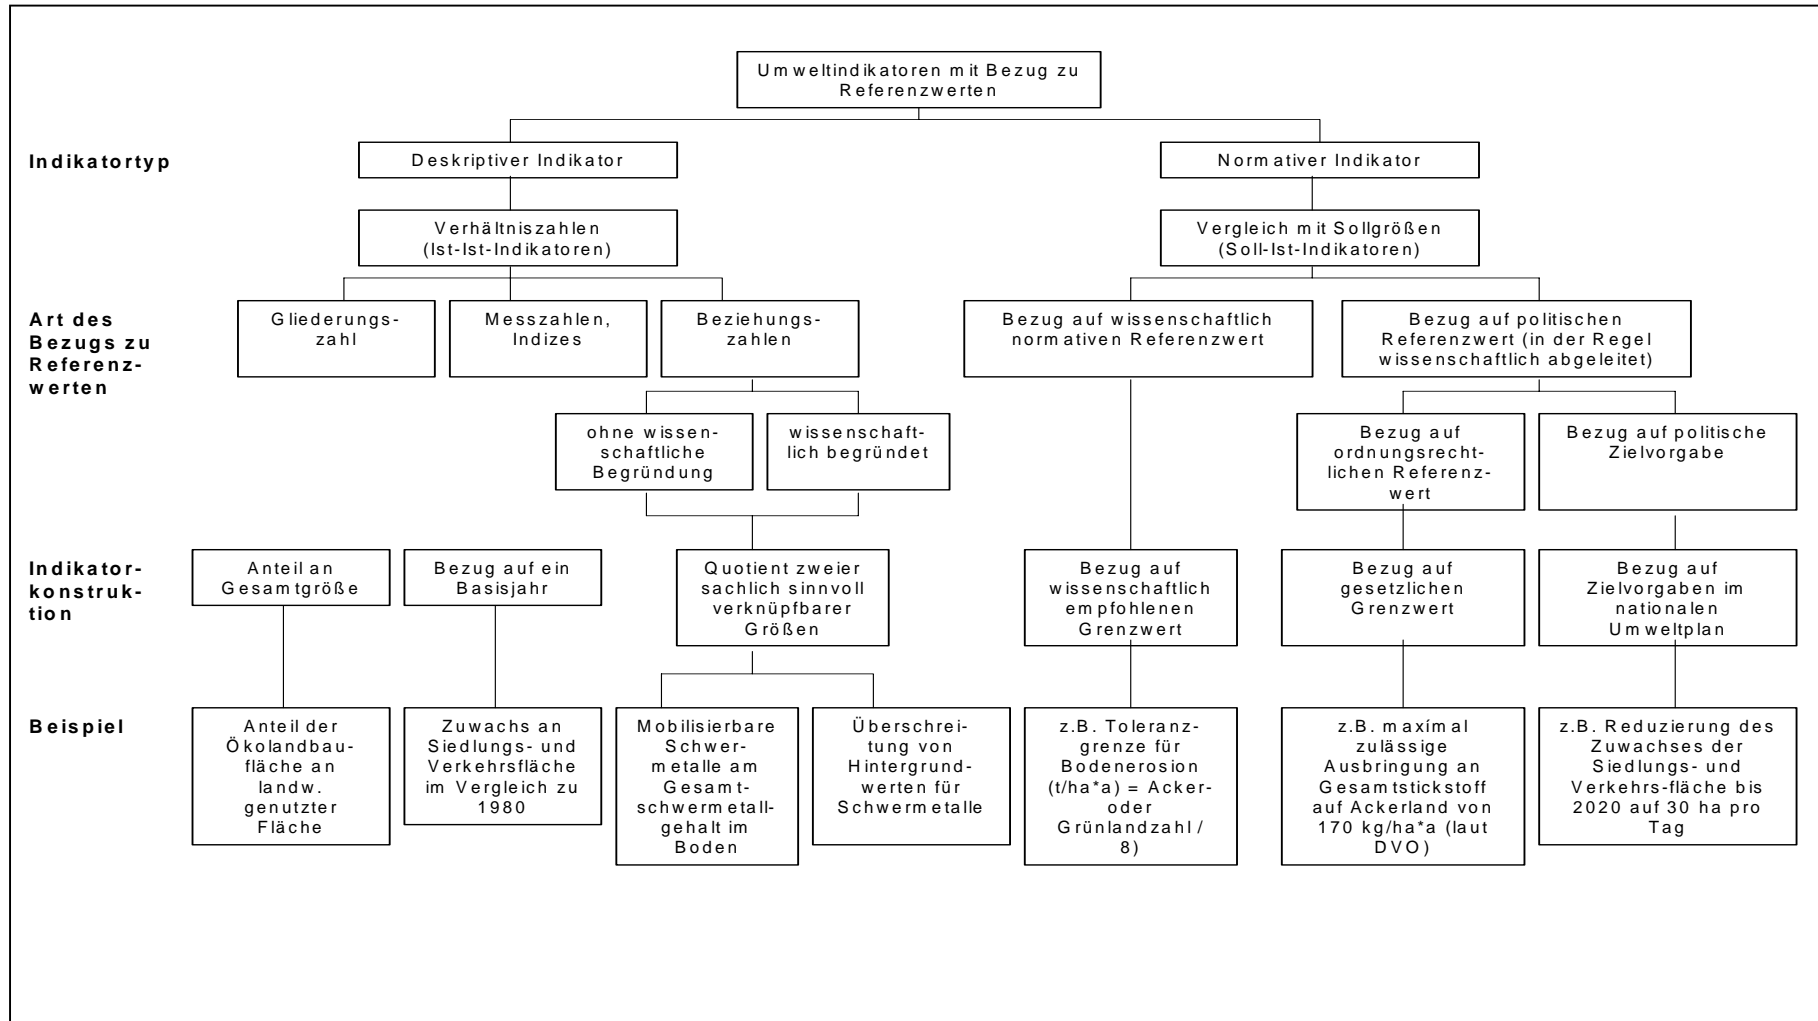 Umweltindikatoren mit Bezug zu
Referenzwerten
Indikatortyp
Deskriptiver Indikator
Normativer Indikator
Verhältniszahlen
(Ist-Ist-Indikatoren)
Vergleich mit Sollgrößen
(Soll-Ist-Indikatoren)
Art des
Bezugs zu
Referenz-
werten
Gliederungs-
zahl
Messzahlen,
Indizes
Beziehungs-
zahlen
Bezug auf wissenschaftlich
normativen Referenzwert
Bezug auf politischen
Referenzwert (in der Regel
wissenschaftlich abgeleitet)
ohne wissen-
schaftliche
Begründung
wissenschaft-
lich begründet
Bezug auf
ordnungsrecht-
lichen Referenz-
wert
Bezug auf politische
Zielvorgabe
Indikator-
konstruk-
tion
Anteil an
Gesamtgröße
Bezug auf ein
Basisjahr
Quotient zweier
sachlich sinnvoll
verknüpfbarer
Größen
Bezug auf
wissenschaftlich
empfohlenen
Grenzwert
Bezug auf
gesetzlichen
Grenzwert
Bezug auf
Zielvorgaben im
nationalen
Umweltplan
Beispiel
Anteil der
Ökolandbau-
fläche an
landw.
genutzter
Fläche
Zuwachs an
Siedlungs- und
Verkehrsfläche
im Vergleich zu
1980
Mobilisierbare
Schwer-
metalle am
Gesamt-
schwermetall-
gehalt im
Boden
Überschrei-
tung von
Hintergrund-
werten für
Schwermetalle
z.B. Toleranz-
grenze für
Bodenerosion
(t/ha*a) = Acker-
oder
Grünlandzahl /
8)
z.B. maxímal
zulässige
Ausbringung an
Gesamtstickstoff
auf Ackerland von
170 kg/ha*a (laut
DVO)
z.B. Reduzierung des
Zuwachses der
Siedlungs- und
Verkehrs-fläche bis
2020 auf 30 ha pro
Tag